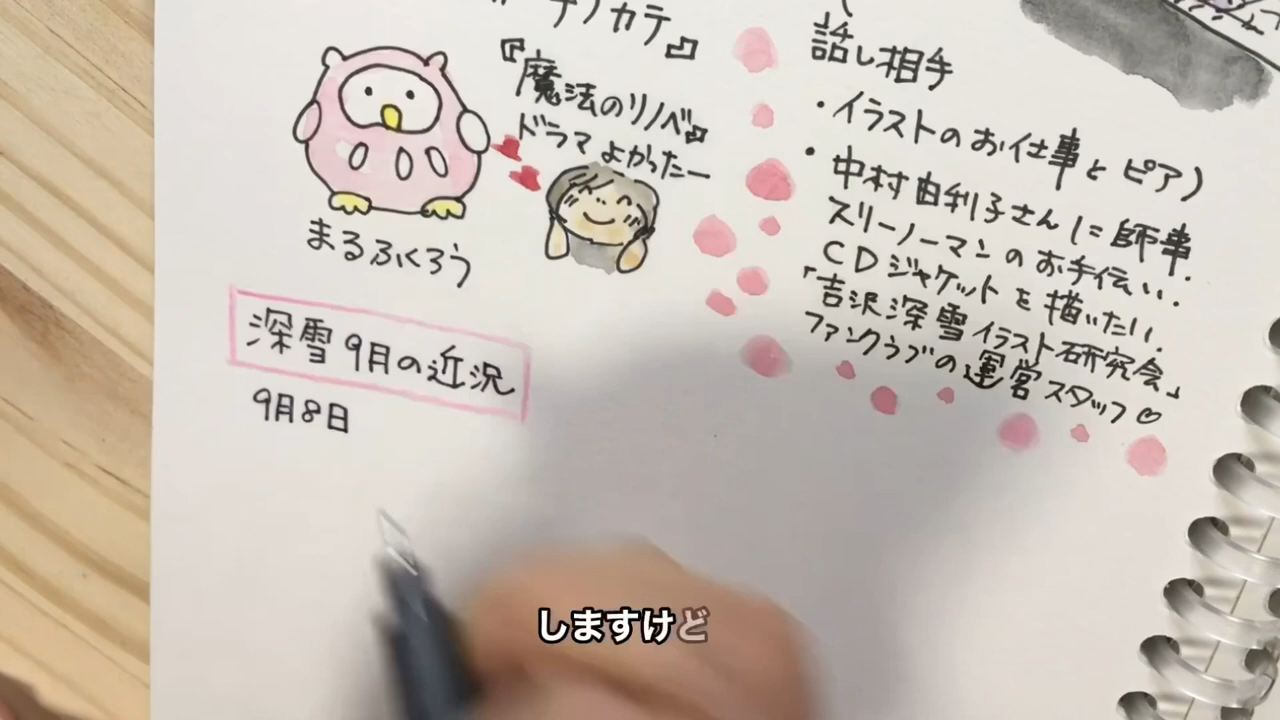 ナノカテ』
『魔法のリノベ』
ドラマよかったー
まるふくろう
深雪9月の近況
9月8日
話し相手
・イラストのお仕事とピアノ
・中村由利子さんに師事.
スリーノーマンのお手伝い.
CDジャケットを描いたり.
「吉沢深雪イラスト研究会」
ファンクラブの運営スタッフ♡
しますけど